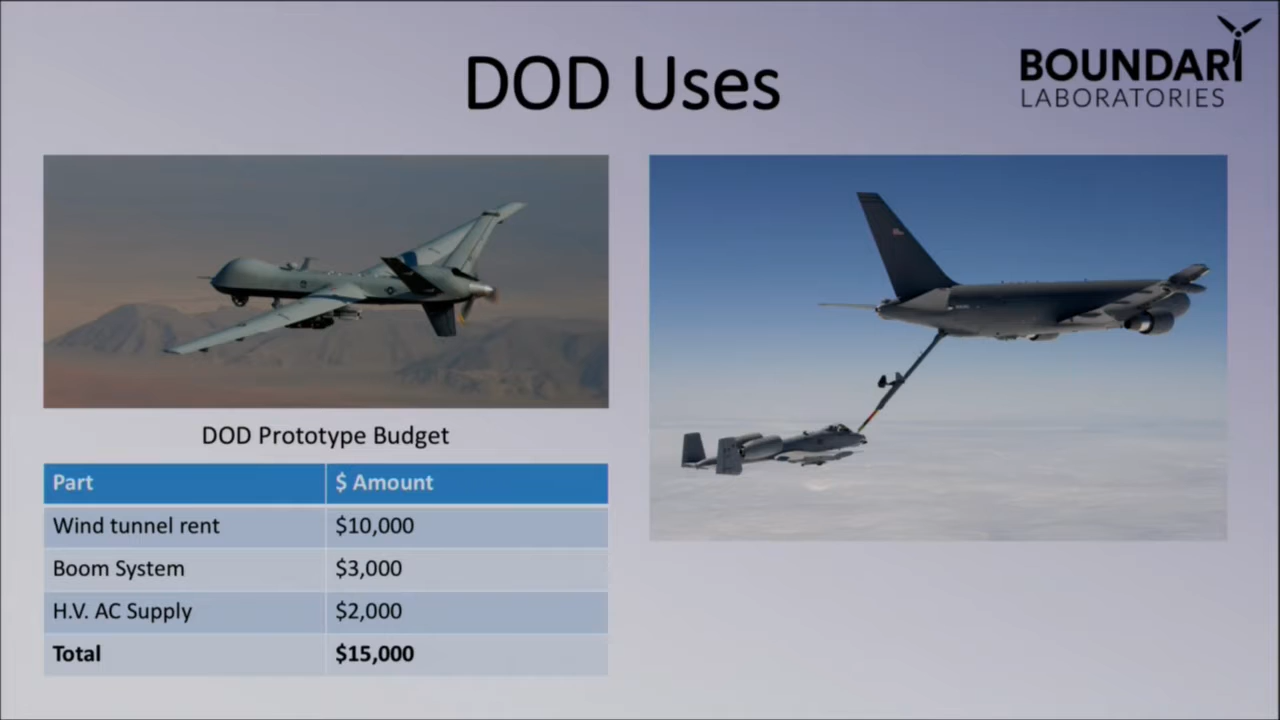 DOD Uses
BOUNDARY
LABORATORIES
DOD Prototype Budget
Part $ Amount
Wind tunnel rent $10,000
Boom System $3,000
H.V. AC Supply $2,000
Total $15,000